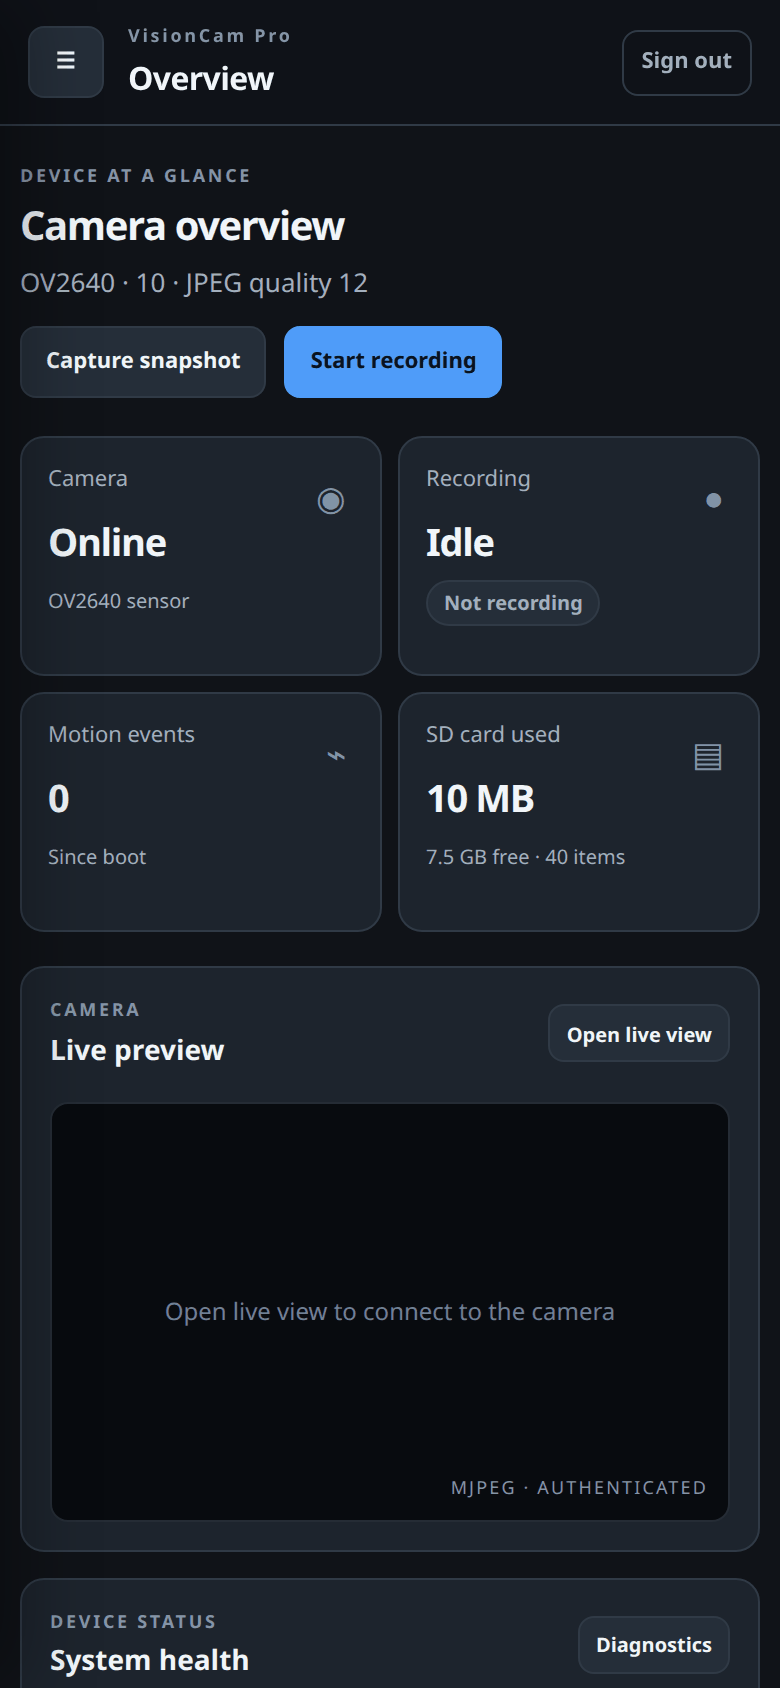 VisionCam Pro
Overview
Sign out
DEVICE AT A GLANCE
Camera overview
OV2640 · 10 · JPEG quality 12
Capture snapshot
Start recording
Camera
Online
OV2640 sensor
Recording
Idle
Not recording
Motion events
0
Since boot
SD card used
10 MB
7.5 GB free · 40 items
CAMERA
Live preview
Open live view
Open live view to connect to the camera
MJPEG · AUTHENTICATED
DEVICE STATUS
System health
Diagnostics